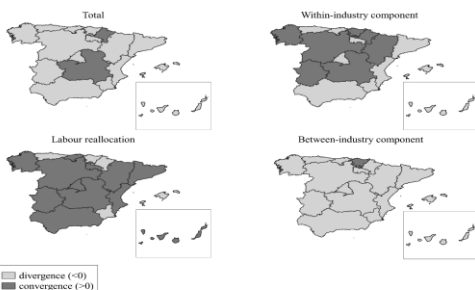 Total
Within-industry component
Labour reallocation
Between-industry component
divergence (<0)
convergence (>0)